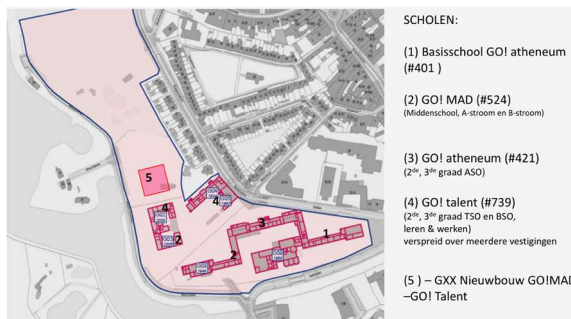 SCHOLEN:
(1) Basisschool GO! atheneum
(#401 )
(2) GO! MAD (#524)
(Middenschool, A-stroom en B-stroom)
(3) GO! atheneum (#421)
(2de, 3de graad ASO)
(4) GO! talent (#739)
(2de, 3de graad TSO en BSO,
leren & werken)
verspreid over meerdere vestigingen
(5 ) – GXX Nieuwbouw GO!MAD
–GO! Talent
5
4
4
2
3
1
2